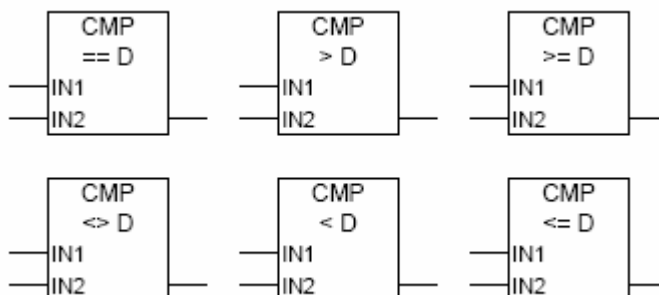 CMP CMP CMP
== D > D >= D
IN1 IN1 IN1
IN2 IN2 IN2
CMP CMP CMP
<> D < D <= D
IN1 IN1 IN1
IN2 IN2 IN2